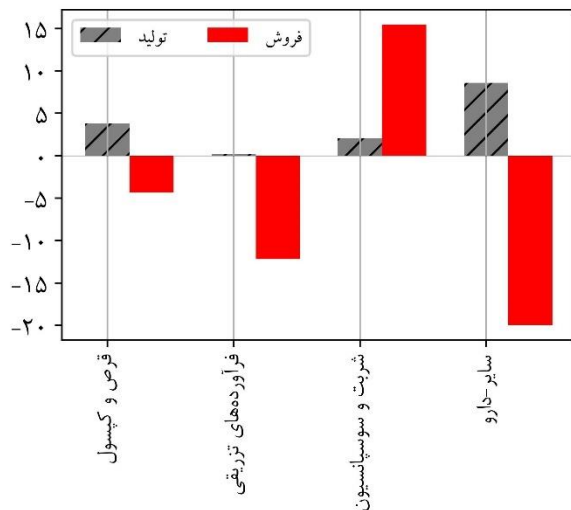 تولید
فروش
۱۵
۱۰
۵
۰
-۵
-۱۰
-۱۵
-۲۰
قرص و کپسول
فرآورده‌های تزریقی
شربت و سوسپانسیون
سایر-دارو